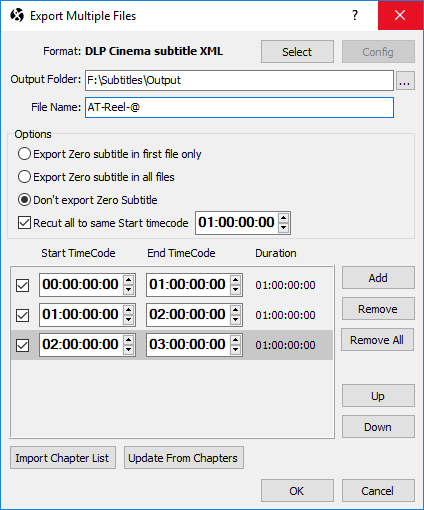 Export Multiple Files ?
Format: DLP Cinema subtitle XML Select Config
Output Folder: F:\Subtitles\Output ...
File Name: AT-Reel-@
Options
Export Zero subtitle in first file only
Export Zero subtitle in all files
Don't export Zero Subtitle
Recut all to same Start timecode 01:00:00:00
Start TimeCode End TimeCode Duration
00:00:00:00 01:00:00:00 01:00:00:00 Add
01:00:00:00 02:00:00:00 01:00:00:00 Remove
02:00:00:00 03:00:00:00 01:00:00:00 Remove All
Up
Down
Import Chapter List Update From Chapters
OK Cancel